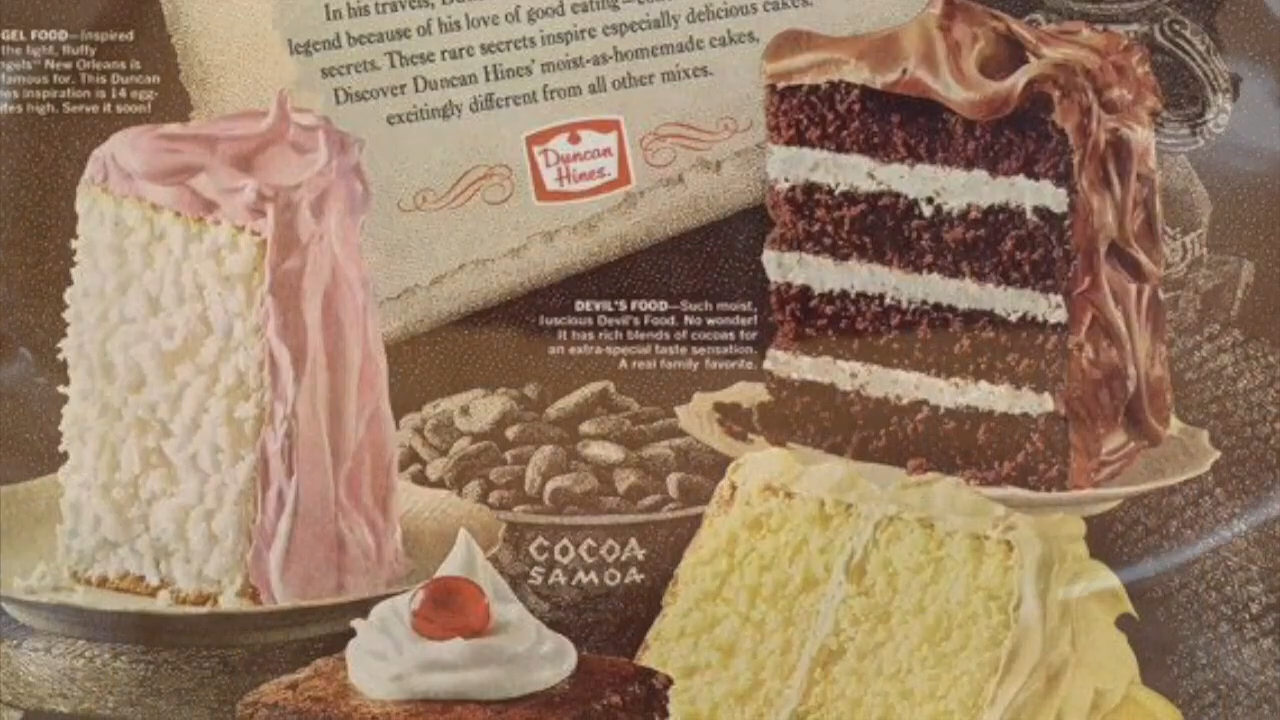 In his travels,
legend because of his love of good eating—
secrets. These rare secrets inspire especially delicious cakes.
Discover Duncan Hines' moist-as-homemade cakes,
excitingly different from all other mixes.
GEL FOOD—Inspired
the light, fluffy
ngels" New Orleans is
famous for. This Duncan
es inspiration is 14 egg-
tes high. Serve it soon!
Duncan
Hines.
DEVIL'S FOOD—Such moist,
luscious Devil's Food. No wonder!
It has rich blends of cocoas for
an extra-special taste sensation.
A real family favorite.
COCOA
SAMOA